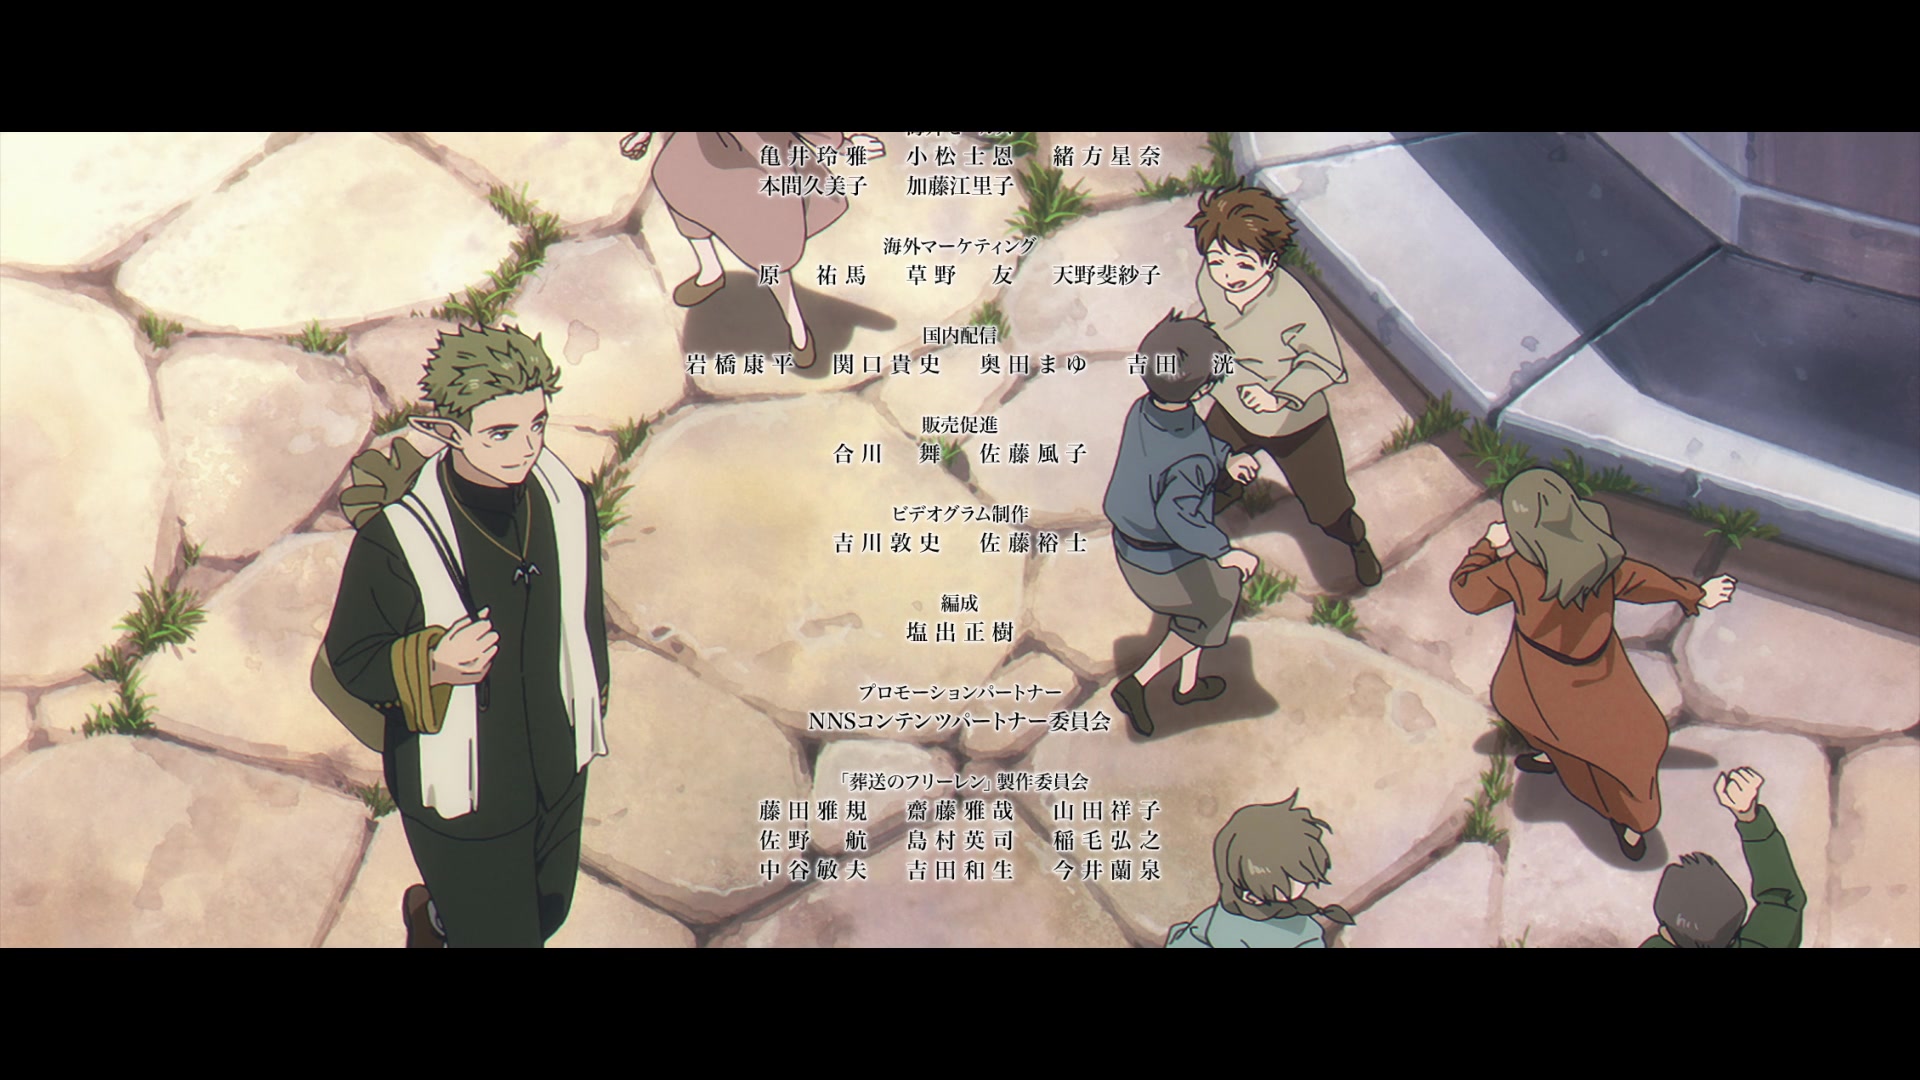 亀井玲雅 小松士恩 緒方星奈
本間久美子 加藤江里子
海外マーケティング
原 祐馬 草野 友 天野斐紗子
国内配信
岩橋康平 関口貴史 奥田まゆ 吉田 洸
販売促進
合川 舞 佐藤風子
ビデオグラム制作
吉川敦史 佐藤裕士
編成
塩出正樹
プロモーションパートナー
NNSコンテンツパートナー委員会
「葬送のフリーレン」製作委員会
藤田雅規 齋藤雅哉 山田祥子
佐野 航 島村英司 稲毛弘之
中谷敏夫 吉田和生 今井蘭泉